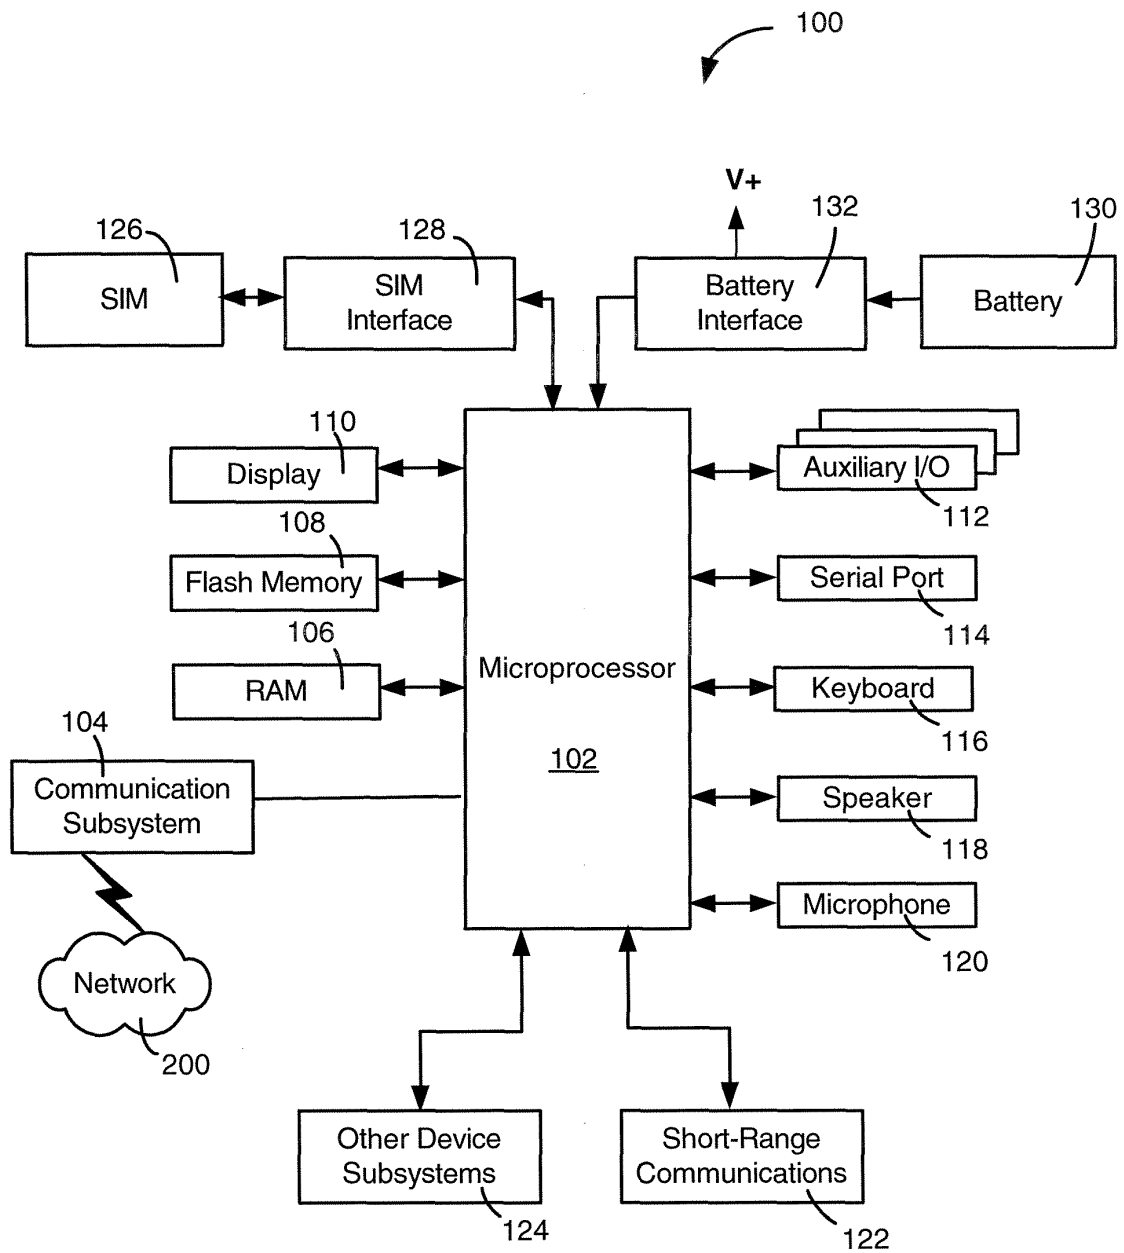 100
V+
126
128
132
130
SIM
SIM
Interface
Battery
Interface
Battery
110
Display
Auxiliary I/O
112
108
Flash Memory
Serial Port
114
106
RAM
Microprocessor
102
Keyboard
116
104
Communication
Subsystem
Speaker
118
Microphone
120
Network
200
Other Device
Subsystems
124
Short-Range
Communications
122